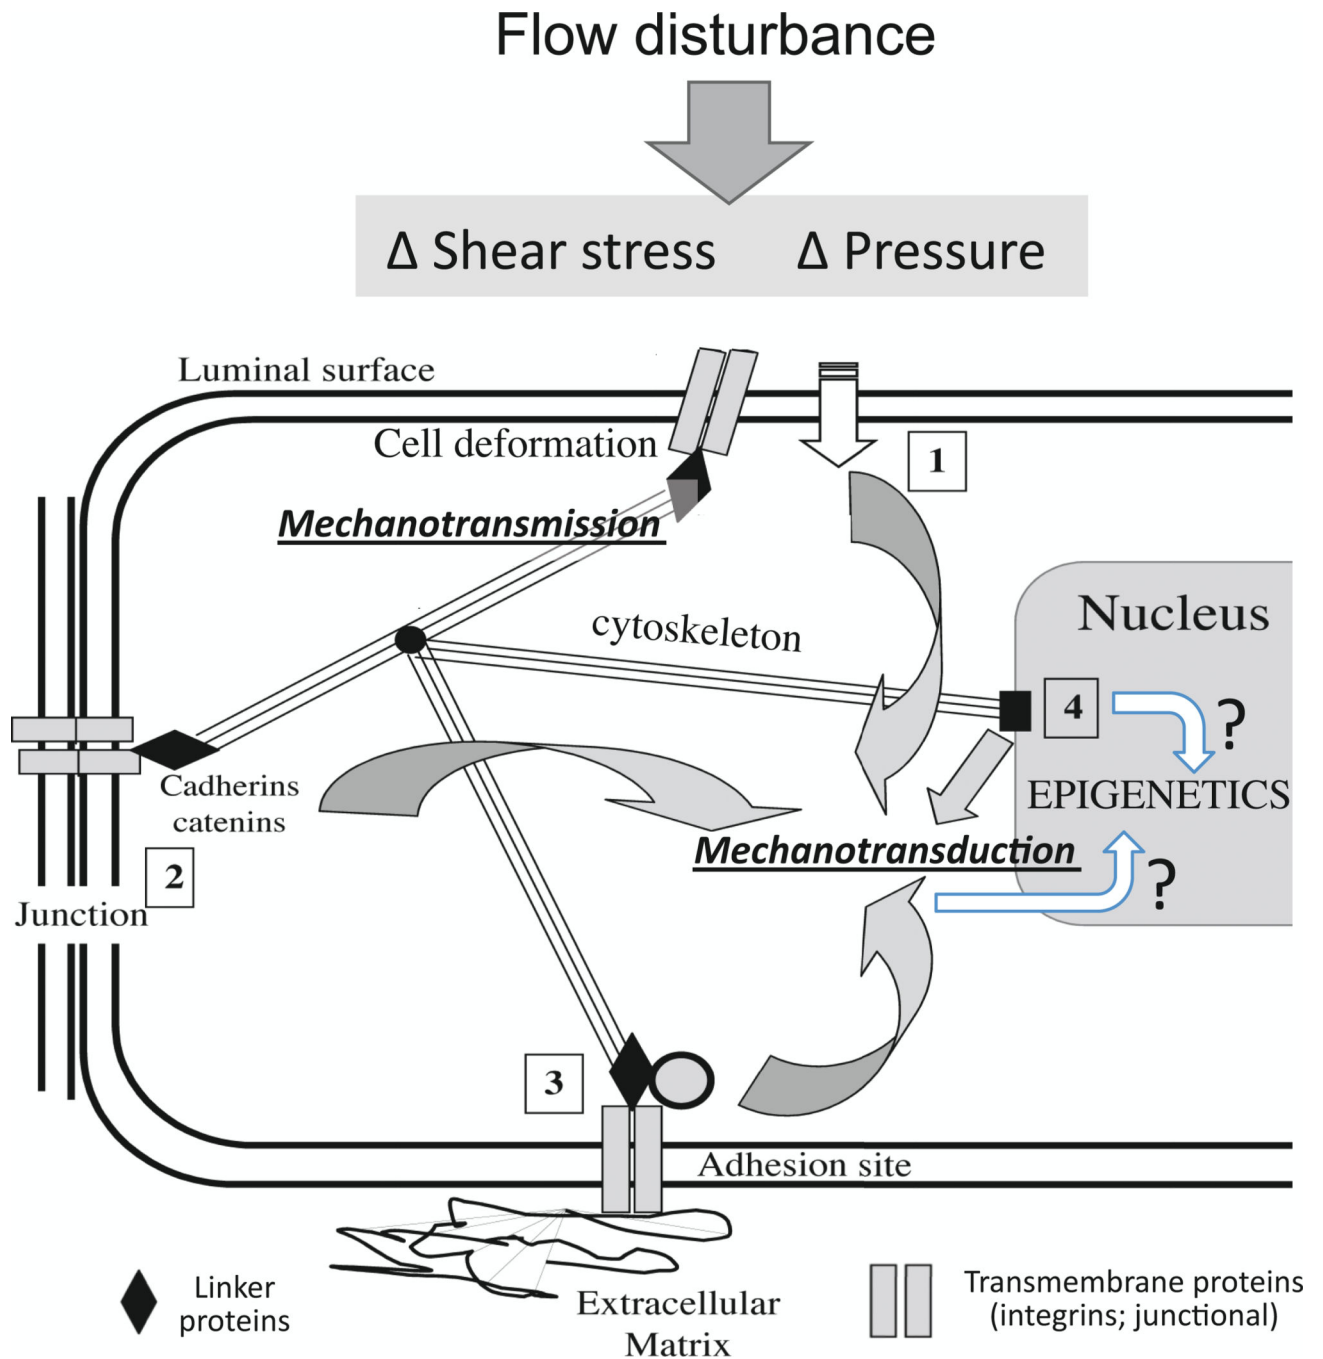 Flow disturbance
Δ Shear stress Δ Pressure
Luminal surface
Cell deformation
1
Mechanotransmission
Nucleus
cytoskeleton
4
?
Cadherins
catenins
EPIGENETICS
Mechanotransduction
2
?
Junction
3
Adhesion site
Linker
proteins
Extracellular
Matrix
Transmembrane proteins
(integrins; junctional)